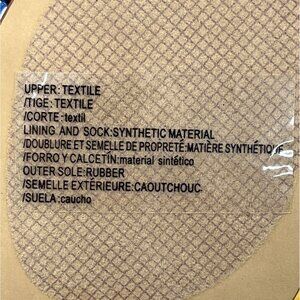 UPPER: TEXTILE
/TIGE: TEXTILE
/CORTE :textil
LINING AND SOCK:SYNTHETIC MATERIAL
/DOUBLURE ET SEMELLE DE PROPRETÉ:MATIÈRE SYNTHÉTIQUE
/FORRO Y CALCETÍN:material sintético
OUTER SOLE: RUBBER
/SEMELLE EXTÉRIEURE: CAOUTCHOUC.
/SUELA :caucho